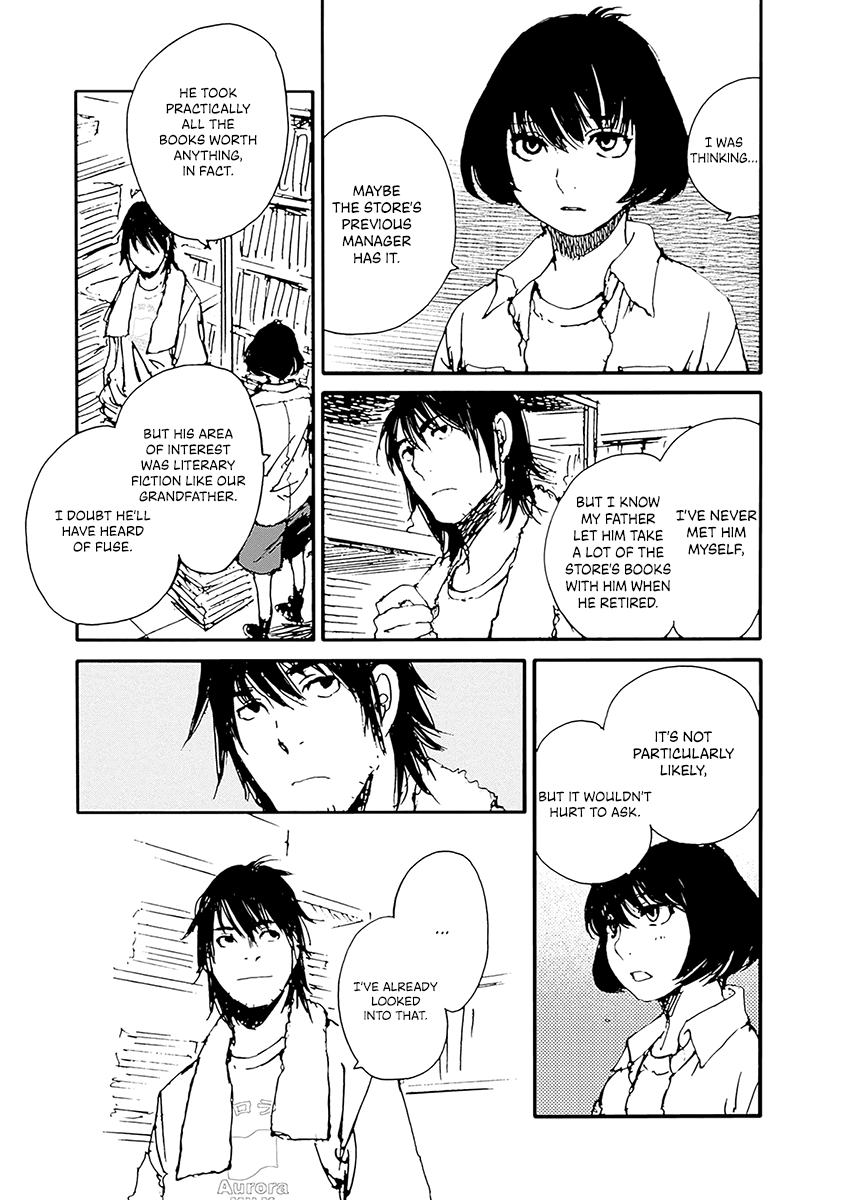 I WAS
THINKING...
MAYBE
THE STORE'S
PREVIOUS
MANAGER
HAS IT.
I'VE NEVER
MET HIM
MYSELF,
BUT I KNOW
MY FATHER
LET HIM TAKE
A LOT OF THE
STORE'S BOOKS
WITH HIM WHEN
HE RETIRED.
HE TOOK
PRACTICALLY
ALL THE
BOOKS WORTH
ANYTHING,
IN FACT.
BUT HIS AREA
OF INTEREST
WAS LITERARY
FICTION LIKE OUR
GRANDFATHER.
I DOUBT HE'LL
HAVE HEARD
OF FUSE.
IT'S NOT
PARTICULARLY
LIKELY,
BUT IT WOULDN'T
HURT TO ASK.
...
I'VE ALREADY
LOOKED
INTO THAT.
ロラ
Aurora